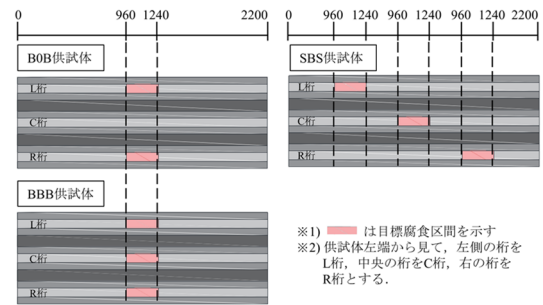 0 960 1240 2200
B0B供試体
L桁
C桁
R桁
BBB供試体
L桁
C桁
R桁
0 960 1240 960 1240 960 1240 2200
SBS供試体
L桁
C桁
R桁
※1) は目標腐食区間を示す
※2) 供試体左端から見て，左側の桁を
L桁，中央の桁をC桁，右の桁を
R桁とする．